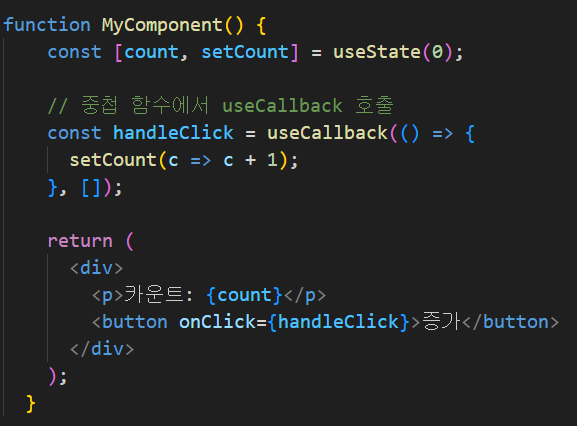 function MyComponent() {
const [count, setCount] = useState(0);
// 중첩 함수에서 useCallback 호출
const handleClick = useCallback(() => {
setCount(c => c + 1);
}, []);
return (
<div>
<p>카운트: {count}</p>
<button onClick={handleClick}>증가</button>
</div>
);
}